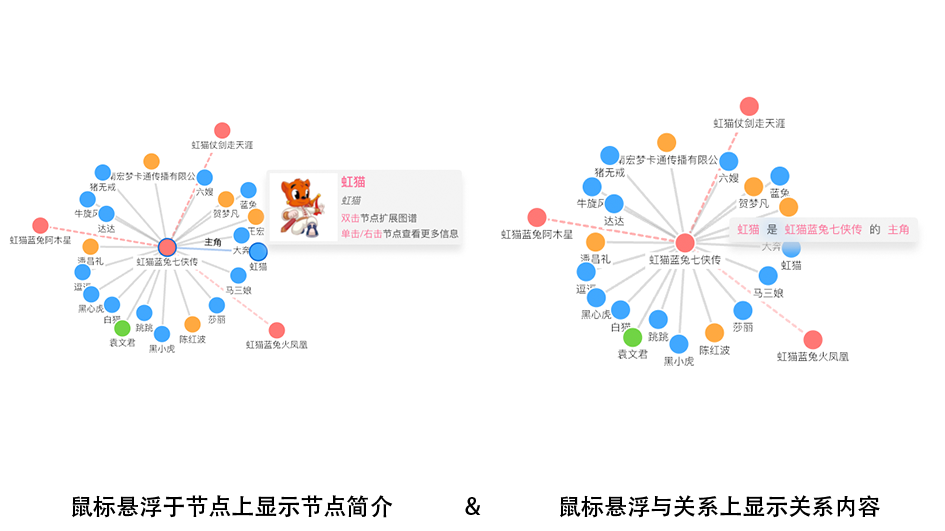 虹猫仗剑走天涯
南宏梦卡通传播有限公
猪无戒
六嫂
虹猫
虹猫
双击节点扩展图谱
单击/右击节点查看更多信息
蓝兔
贺梦凡
牛旋风
达达
王宏
虹猫蓝兔阿木星
主角
大奔
潘昌礼
虹猫蓝兔七侠传
虹猫
逗逗
马三娘
黑心虎
白猫
莎丽
跳跳
袁文君
陈红波
黑小虎
虹猫蓝兔火凤凰
虹猫仗剑走天涯
南宏梦卡通传播有限公
猪无戒
六嫂
蓝兔
牛旋风
贺梦凡
达达
虹猫蓝兔阿木星
虹猫 是 虹猫蓝兔七侠传 的 主角
大奔
潘昌礼
虹猫蓝兔七侠传
虹猫
逗逗
马三娘
黑心虎
白猫
莎丽
跳跳
袁文君
陈红波
黑小虎
虹猫蓝兔火凤凰
鼠标悬浮于节点上显示节点简介 & 鼠标悬浮与关系上显示关系内容